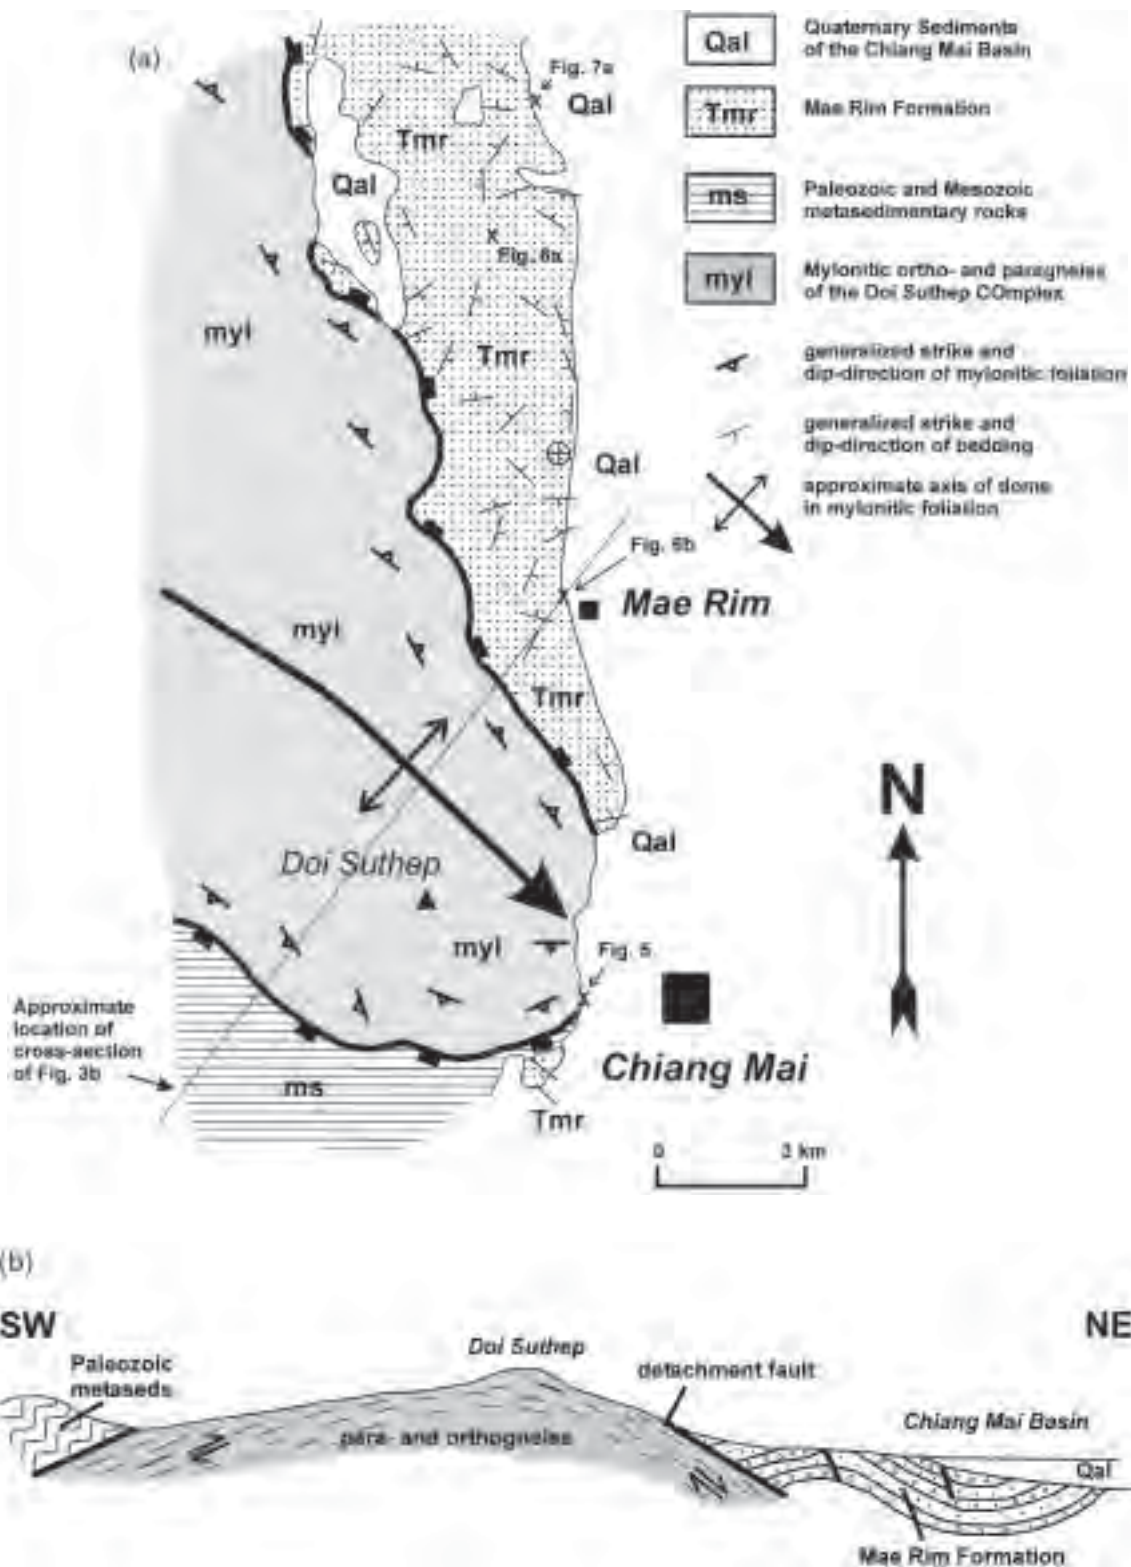 (a)
Qal
Quaternary Sediments
of the Chiang Mai Basin
Fig. 7a
Qal
Tmr
Mae Rim Formation
Tmr
Qal
ms
Paleozoic and Mesozoic
metasedimentary rocks
myl
Mylonitic ortho- and paragneiss
of the Doi Suthep COmplex
myl
Tmr
generalized strike and
dip-direction of mylonitic foliation
generalized strike and
dip-direction of bedding
Qal
approximate axis of dome
in mylonitic foliation
Fig. 6b
Mae Rim
myl
Tmr
N
Qal
Doi Suthep
myl
Fig. 5
Approximate
location of
cross-section
of Fig. 3b
Chiang Mai
ms
Tmr
0 3 km
(b)
SW
NE
Doi Suthep
Paleozoic
metaseds
detachment fault
Chiang Mai Basin
para- and orthogneiss
Qal
Mae Rim Formation